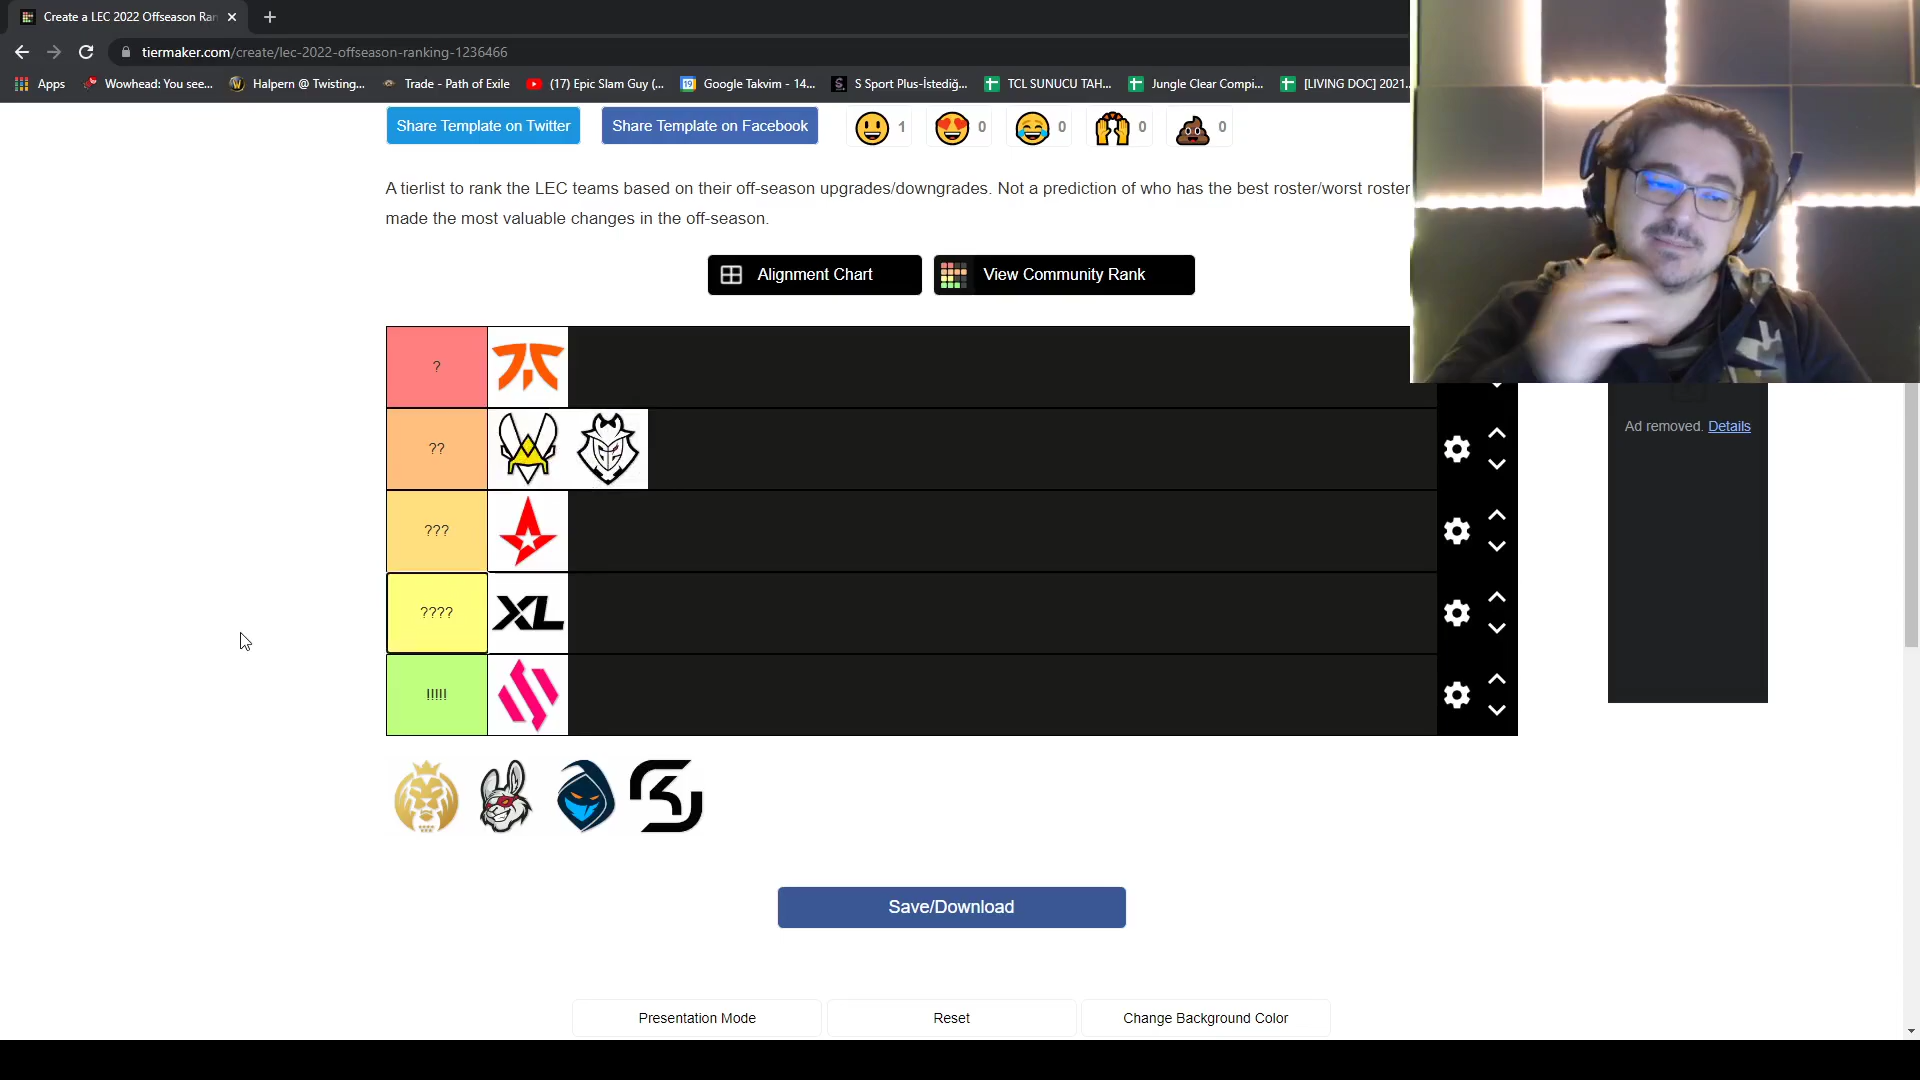 Create a LEC 2022 Offseason Ran
tiermaker.com/create/lec-2022-offseason-ranking-1236466
Apps
Wowhead: You see...
Halpern @ Twisting...
Trade - Path of Exile
(17) Epic Slam Guy (...
19
Google Takvim - 14...
S Sport Plus-İstediğ...
TCL SUNUCU TAH...
Jungle Clear Compi...
[LIVING DOC] 2021...
Share Template on Twitter
Share Template on Facebook
1
0
0
0
0
A tierlist to rank the LEC teams based on their off-season upgrades/downgrades. Not a prediction of who has the best roster/worst roster
made the most valuable changes in the off-season.
Alignment Chart
View Community Rank
?
??
???
????
XL
!!!!!
Ad removed. Details
Save/Download
Presentation Mode
Reset
Change Background Color